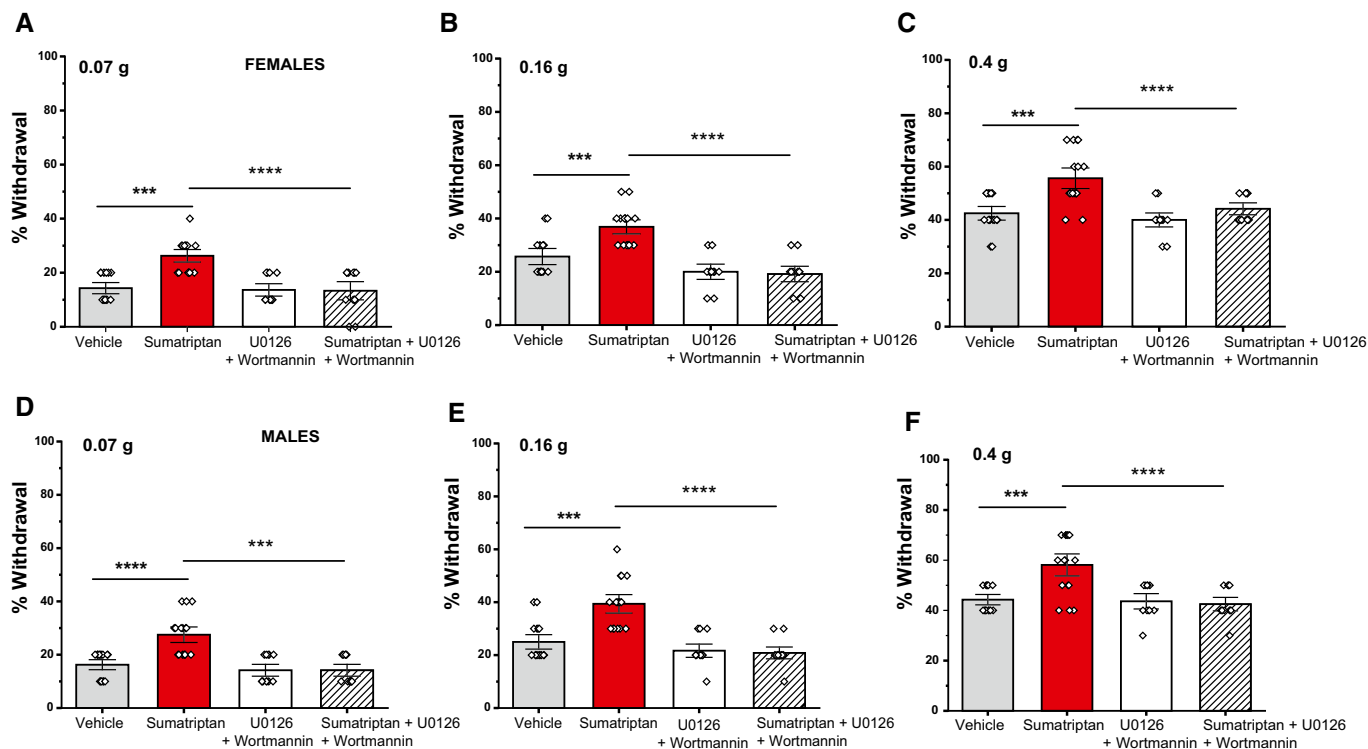 A
0.07 g
FEMALES
% Withdrawal
100
80
60
40
20
0
***
****
Vehicle
Sumatriptan
U0126
+ Wortmannin
Sumatriptan + U0126
+ Wortmannin
B
0.16 g
% Withdrawal
100
80
60
40
20
0
***
****
Vehicle
Sumatriptan
U0126
+ Wortmannin
Sumatriptan + U0126
+ Wortmannin
C
0.4 g
% Withdrawal
100
80
60
40
20
0
***
****
Vehicle
Sumatriptan
U0126
+ Wortmannin
Sumatriptan + U0126
+ Wortmannin
D
0.07 g
MALES
% Withdrawal
100
80
60
40
20
0
****
***
Vehicle
Sumatriptan
U0126
+ Wortmannin
Sumatriptan + U0126
+ Wortmannin
E
0.16 g
% Withdrawal
100
80
60
40
20
0
***
****
Vehicle
Sumatriptan
U0126
+ Wortmannin
Sumatriptan + U0126
+ Wortmannin
F
0.4 g
% Withdrawal
100
80
60
40
20
0
***
****
Vehicle
Sumatriptan
U0126
+ Wortmannin
Sumatriptan + U0126
+ Wortmannin